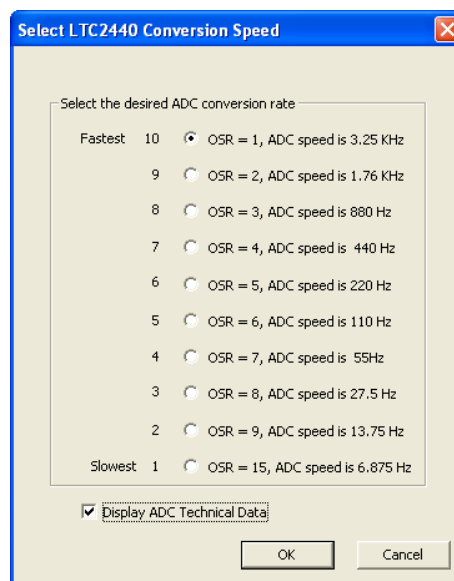 Select LTC2440 Conversion Speed
Select the desired ADC conversion rate
Fastest 10 OSR = 1, ADC speed is 3.25 KHz
9 OSR = 2, ADC speed is 1.76 KHz
8 OSR = 3, ADC speed is 880 Hz
7 OSR = 4, ADC speed is 440 Hz
6 OSR = 5, ADC speed is 220 Hz
5 OSR = 6, ADC speed is 110 Hz
4 OSR = 7, ADC speed is 55Hz
3 OSR = 8, ADC speed is 27.5 Hz
2 OSR = 9, ADC speed is 13.75 Hz
Slowest 1 OSR = 15, ADC speed is 6.875 Hz
Display ADC Technical Data
OK Cancel